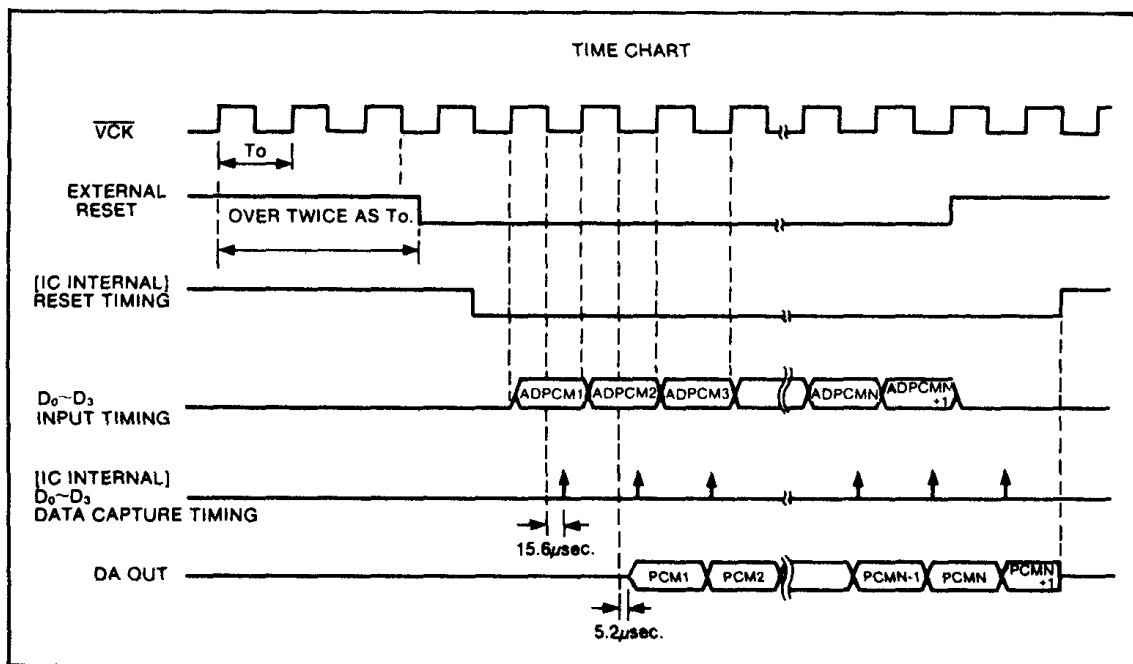 TIME CHART
VCK
To
EXTERNAL
RESET
OVER TWICE AS To.
[IC INTERNAL]
RESET TIMING
D₀~D₃
INPUT TIMING
ADPCM1 ADPCM2 ADPCM3 ADPCMN ADPCMN
+1
[IC INTERNAL]
D₀~D₃
DATA CAPTURE TIMING
15.6μsec.
DA OUT
PCM1 PCM2 PCMN-1 PCMN PCMN
+1
5.2μsec.